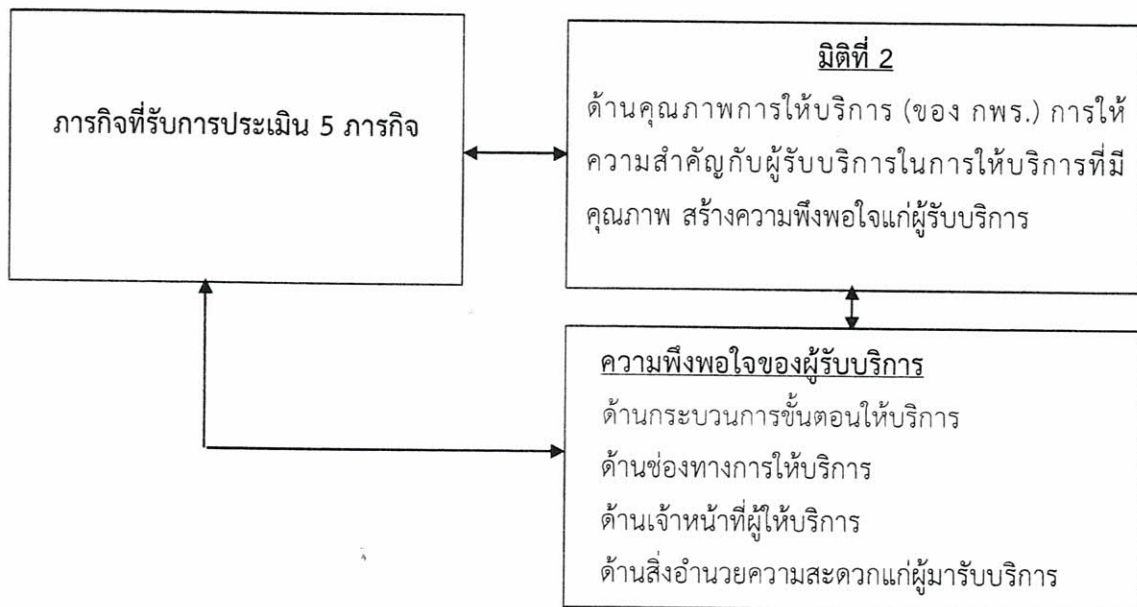 ภารกิจที่รับการประเมิน 5 ภารกิจ
มิติที่ 2
ด้านคุณภาพการให้บริการ (ของ กพร.) การให้
ความสำคัญกับผู้รับบริการในการให้บริการที่มี
คุณภาพ สร้างความพึงพอใจแก่ผู้รับบริการ
ความพึงพอใจของผู้รับบริการ
ด้านกระบวนการขั้นตอนให้บริการ
ด้านช่องทางการให้บริการ
ด้านเจ้าหน้าที่ผู้ให้บริการ
ด้านสิ่งอำนวยความสะดวกแก่ผู้มารับบริการ